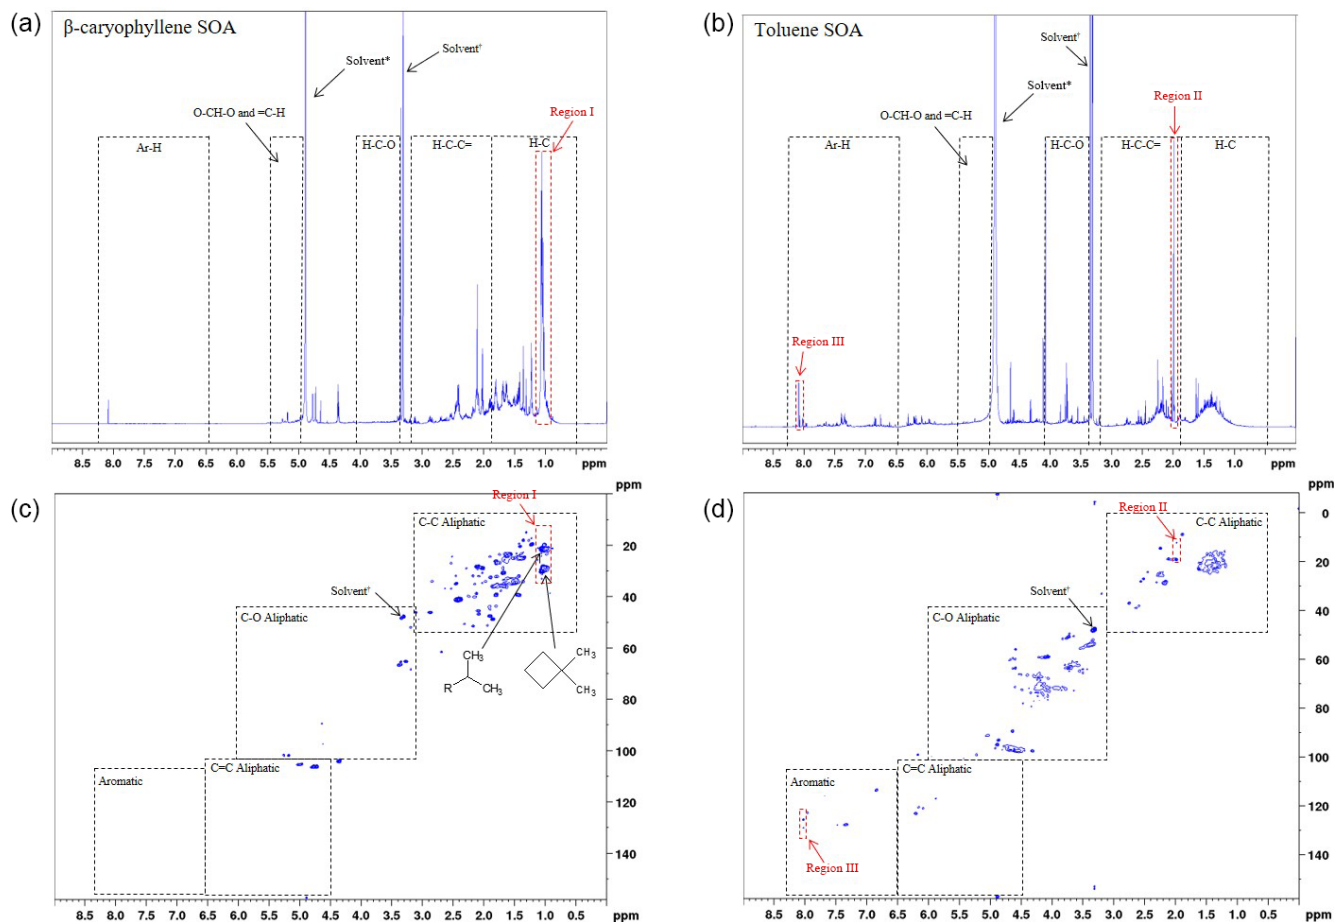 (a)
β-caryophyllene SOA
Solvent*
Solvent†
O-CH-O and =C-H
Region I
Ar-H
H-C-O
H-C-C=
H-C
8.5 8.0 7.5 7.0 6.5 6.0 5.5 5.0 4.5 4.0 3.5 3.0 2.5 2.0 1.5 1.0 ppm
(b)
Toluene SOA
Solvent†
Solvent*
Region II
O-CH-O and =C-H
Ar-H
H-C-O
H-C-C=
H-C
Region III
8.5 8.0 7.5 7.0 6.5 6.0 5.5 5.0 4.5 4.0 3.5 3.0 2.5 2.0 1.5 1.0 ppm
(c)
ppm
Region I
C-C Aliphatic
20
Solvent†
40
C-O Aliphatic
CH3
R
CH3
CH3
CH3
60
80
100
C=C Aliphatic
Aromatic
120
140
8.5 8.0 7.5 7.0 6.5 6.0 5.5 5.0 4.5 4.0 3.5 3.0 2.5 2.0 1.5 1.0 0.5 ppm
(d)
ppm
0
Region II
C-C Aliphatic
20
Solvent†
40
C-O Aliphatic
60
80
100
C=C Aliphatic
Aromatic
120
Region III
140
8.0 7.5 7.0 6.5 6.0 5.5 5.0 4.5 4.0 3.5 3.0 2.5 2.0 1.5 1.0 0.5 ppm